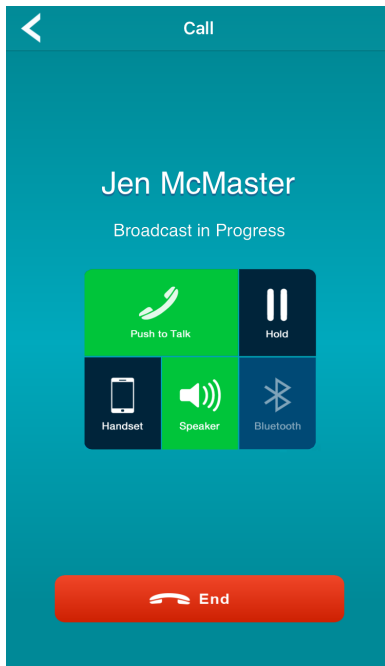 Call
Jen McMaster
Broadcast in Progress
Push to Talk
Hold
Handset
Speaker
Bluetooth
End